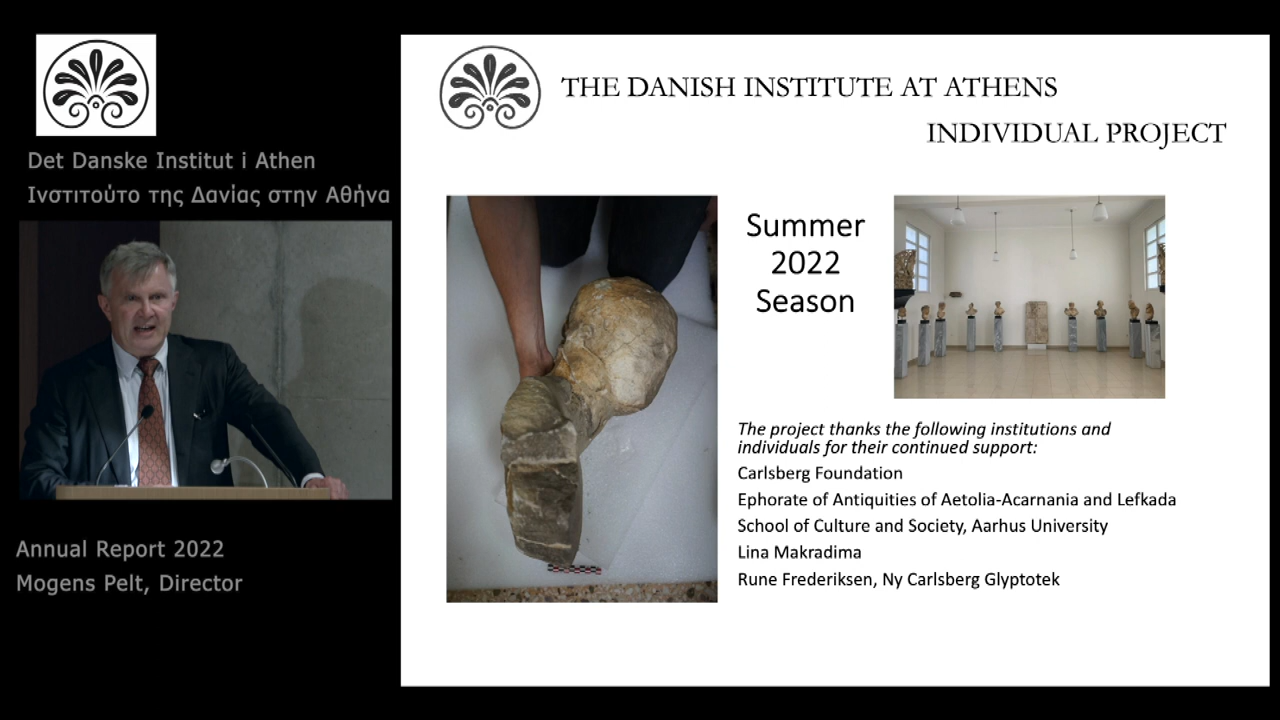 Det Danske Institut i Athen
Ινστιτούτο της Δανίας στην Αθήνα
Annual Report 2022
Mogens Pelt, Director
THE DANISH INSTITUTE AT ATHENS
INDIVIDUAL PROJECT
Summer
2022
Season
The project thanks the following institutions and
individuals for their continued support:
Carlsberg Foundation
Ephorate of Antiquities of Aetolia-Acarnania and Lefkada
School of Culture and Society, Aarhus University
Lina Makradima
Rune Frederiksen, Ny Carlsberg Glyptotek